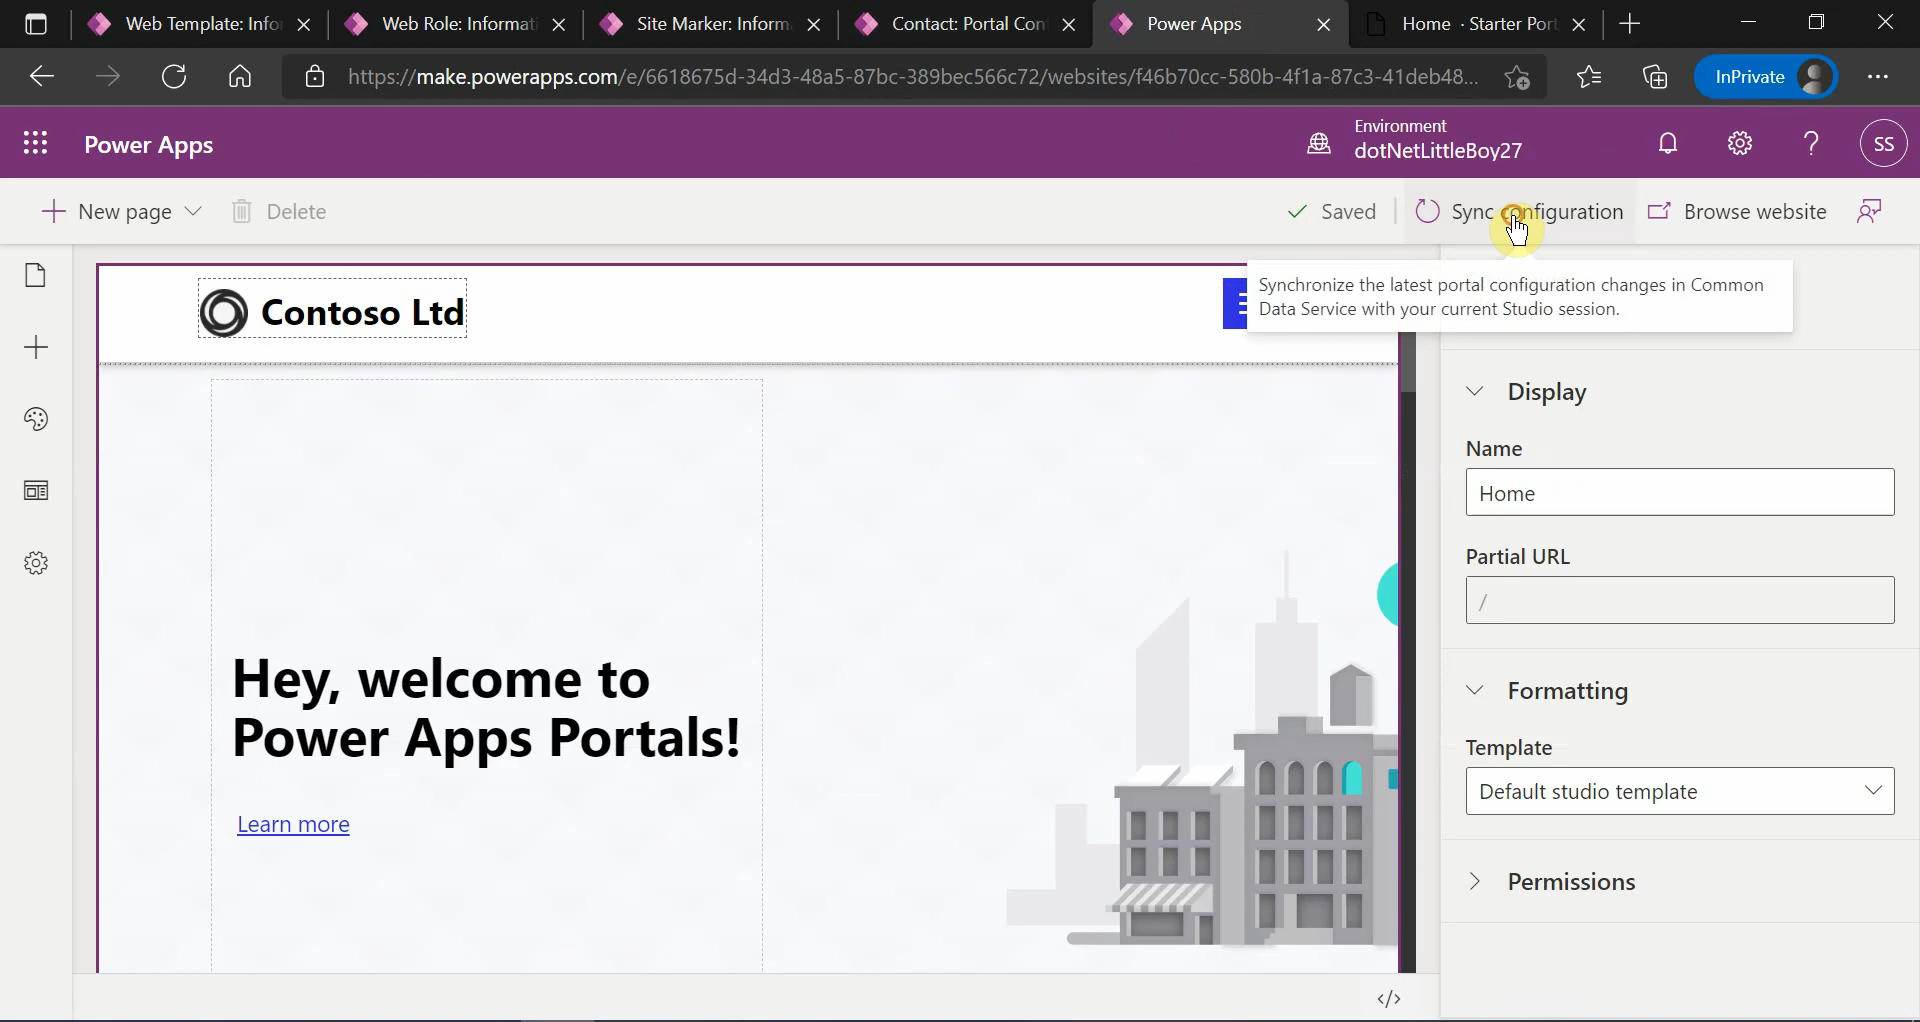 Web Template: Info
Web Role: Informati
Site Marker: Inform
Contact: Portal Con
Power Apps
Home · Starter Port
https://make.powerapps.com/e/6618675d-34d3-48a5-87bc-389bec566c72/websites/f46b70cc-580b-4f1a-87c3-41deb48...
InPrivate
Power Apps
Environment
dotNetLittleBoy27
SS
New page
Delete
Saved
Sync configuration
Browse website
Synchronize the latest portal configuration changes in Common
Data Service with your current Studio session.
Contoso Ltd
Hey, welcome to
Power Apps Portals!
Learn more
Display
Name
Home
Partial URL
/
Formatting
Template
Default studio template
Permissions